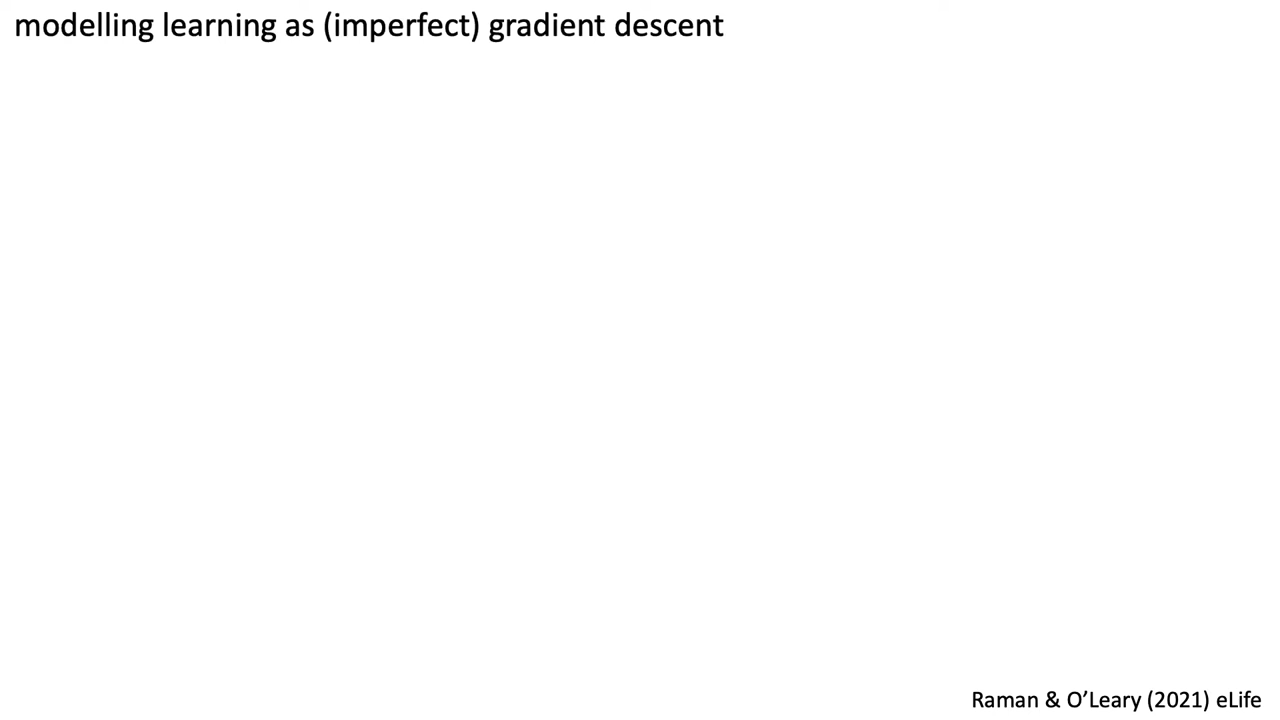 modelling learning as (imperfect) gradient descent
Raman & O’Leary (2021) eLife